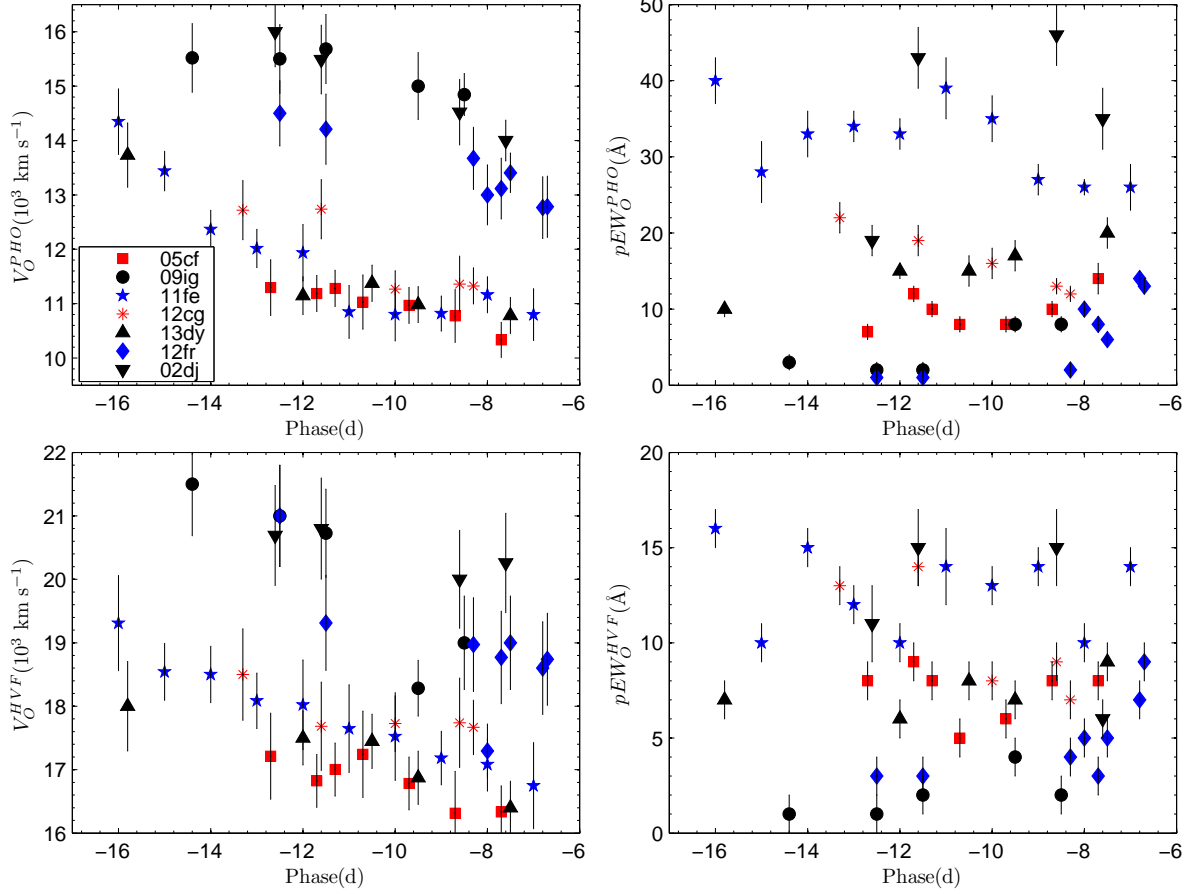 16
15
14
13
12
11
10
V_O^{PHO}(10^3 km s^{-1})
05cf
09ig
11fe
12cg
13dy
12fr
02dj
−16 −14 −12 −10 −8 −6
Phase(d)
50
40
30
20
10
0
pEW_O^{PHO}(Å)
−16 −14 −12 −10 −8 −6
Phase(d)
22
21
20
19
18
17
16
V_O^{HVF}(10^3 km s^{-1})
−16 −14 −12 −10 −8 −6
Phase(d)
20
15
10
5
0
pEW_O^{HVF}(Å)
−16 −14 −12 −10 −8 −6
Phase(d)